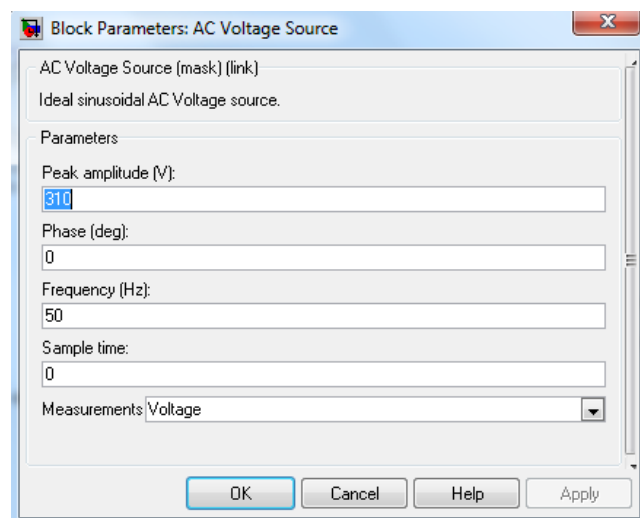 Block Parameters: AC Voltage Source
AC Voltage Source (mask) (link)
Ideal sinusoidal AC Voltage source.
Parameters
Peak amplitude (V):
310
Phase (deg):
0
Frequency (Hz):
50
Sample time:
0
Measurements Voltage
OK Cancel Help Apply